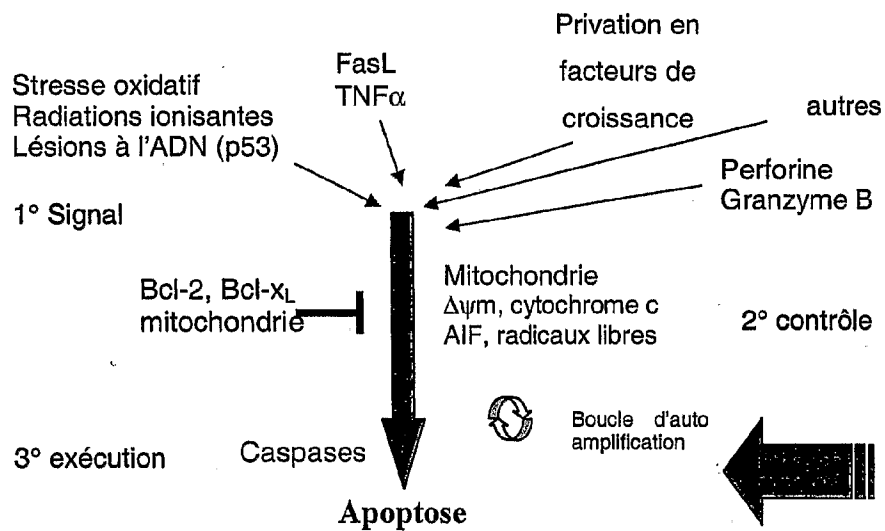 Stresse oxidatif
Radiations ionisantes
Lésions à l'ADN (p53)
FasL
TNFα
Privation en
facteurs de
croissance
autres
Perforine
Granzyme B
1° Signal
Bcl-2, Bcl-xL
mitochondrie
Mitochondrie
Δψm, cytochrome c
AIF, radicaux libres
2° contrôle
Boucle d'auto
amplification
3° exécution
Caspases
Apoptose